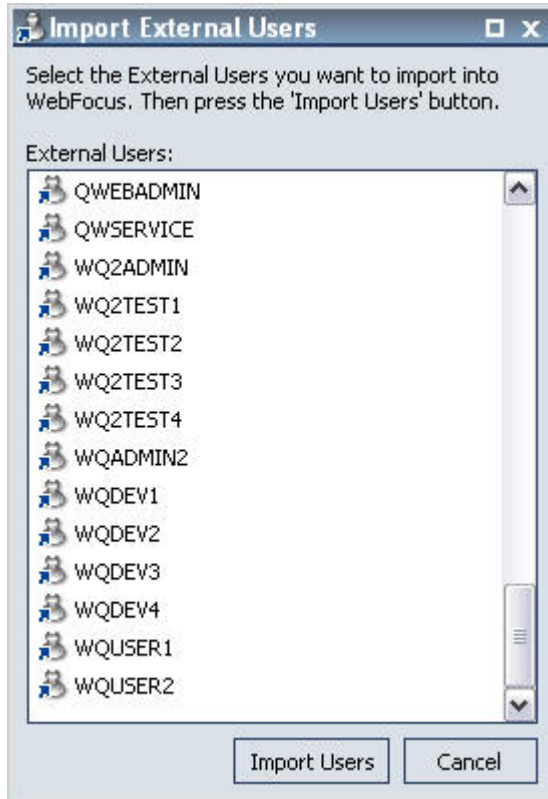 Import External Users
Select the External Users you want to import into
WebFocus. Then press the 'Import Users' button.
External Users:
QWEBADMIN
QWSERVICE
WQ2ADMIN
WQ2TEST1
WQ2TEST2
WQ2TEST3
WQ2TEST4
WQADMIN2
WQDEV1
WQDEV2
WQDEV3
WQDEV4
WQUSER1
WQUSER2
Import Users
Cancel